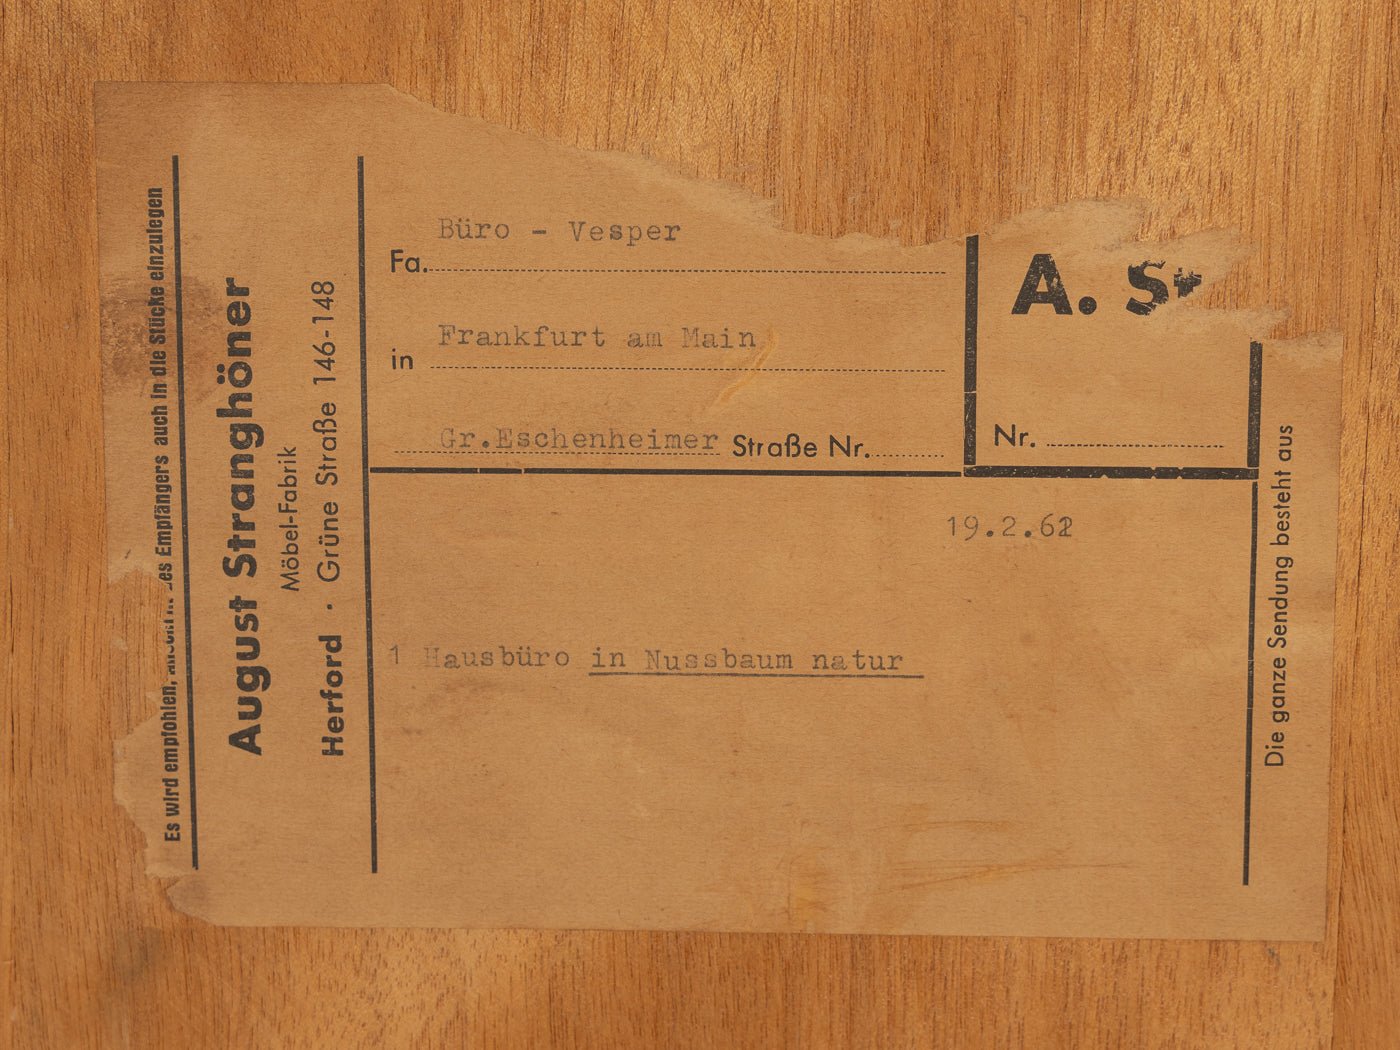 Es wird empfohlen, des Empfängers auch in die Stücke einzulegen
August Stranghöner
Möbel-Fabrik
Herford · Grüne Straße 146-148
Büro - Vesper
Fa.
Frankfurt am Main
in
Gr.Eschenheimer Straße Nr.
A. St
Nr.
19.2.62
1 Hausbüro in Nussbaum natur
Die ganze Sendung besteht aus